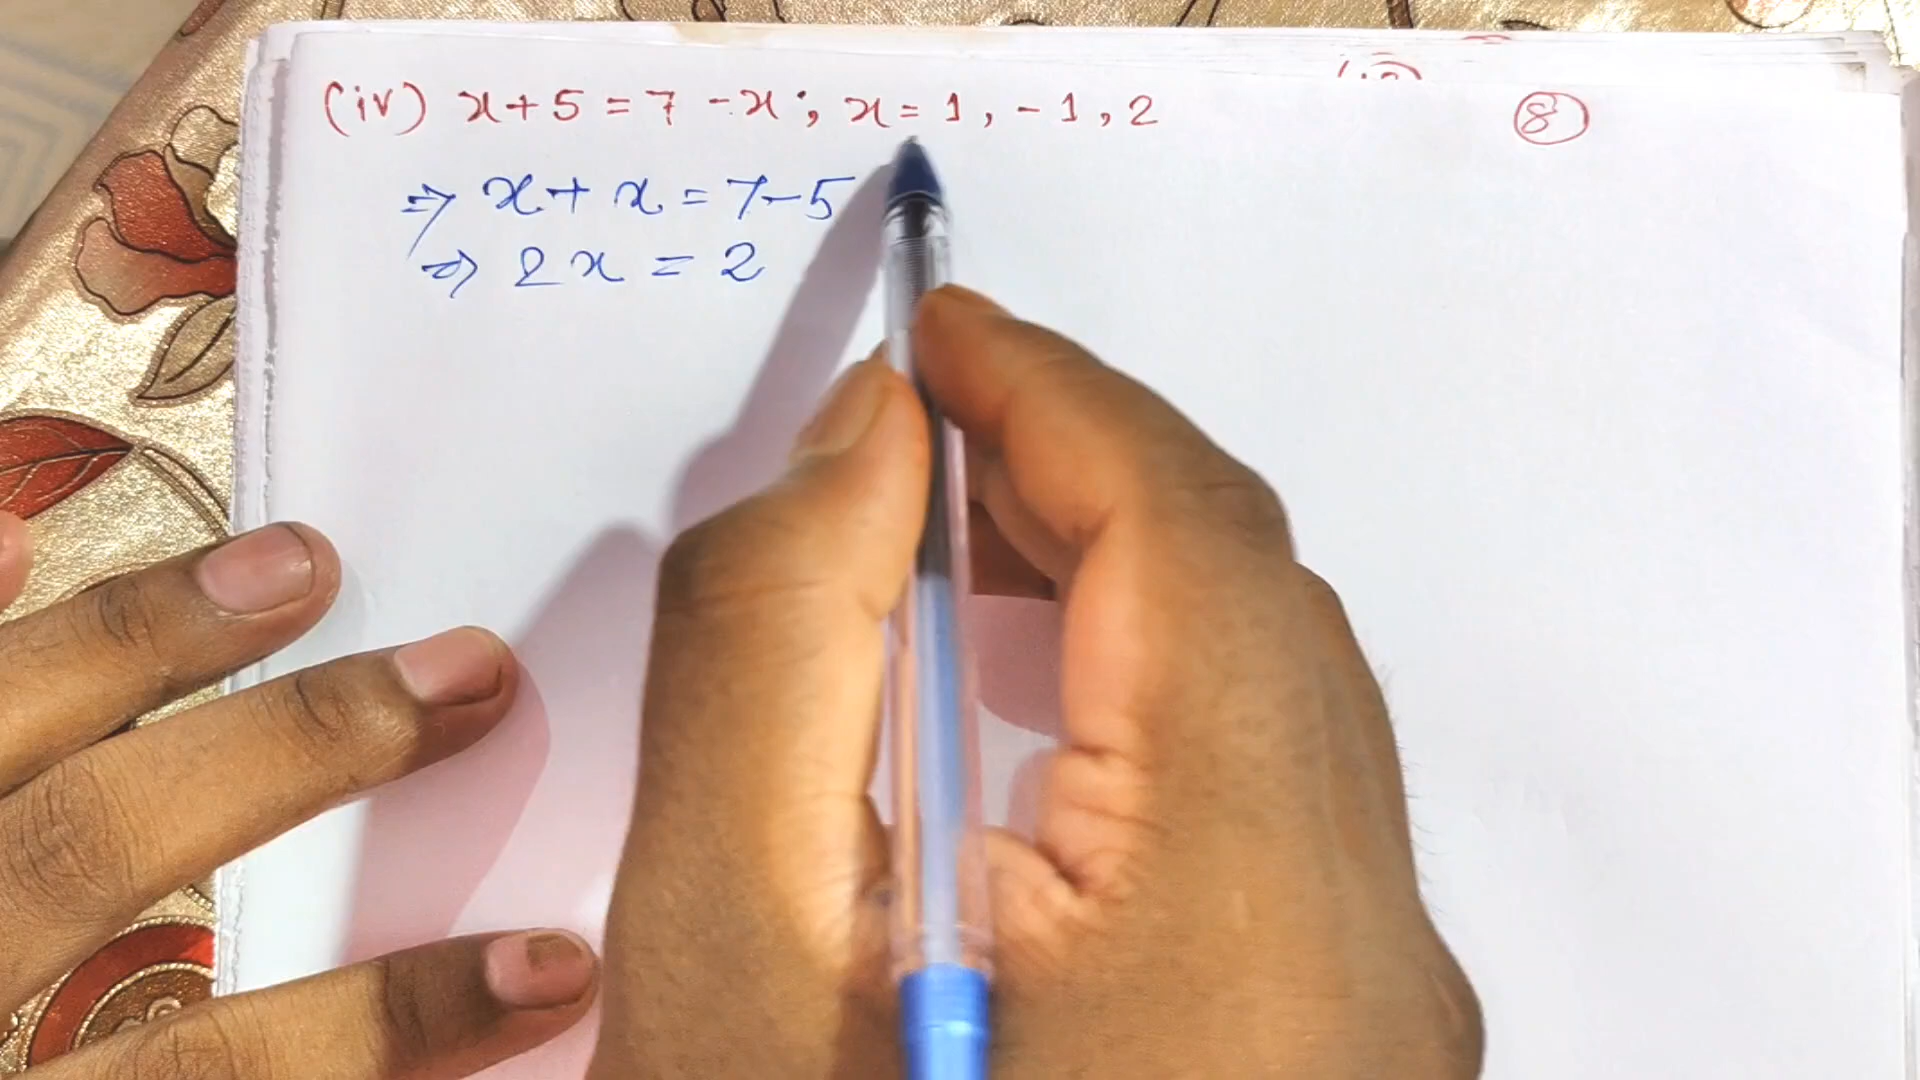 (iv) x+5 = 7 -x ; x = 1, -1, 2
8
⇒ x + x = 7-5
⇒ 2x = 2